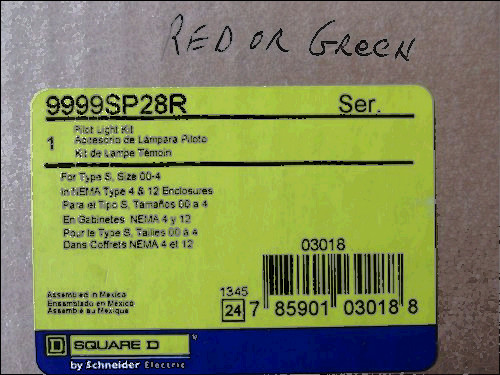 RED OR GREEN
9999SP28R Ser.
1 Pilot Light Kit
Accesorio de Lámpara Piloto
Kit de Lampe Témoin
For Type S, Size 00-4
In NEMA Type 4 & 12 Enclosures
Para el Tipo S, Tamaños 00 a 4
En Gabinetes NEMA 4 y 12
Pour le Type S, Tailles 00 à 4
Dans Coffrets NEMA 4 et 12
03018
Assembled in Mexico
Ensamblado en México
Assemblé au Mexique
1345
24
7 85901 03018 8
D SQUARE D
by Schneider Electric